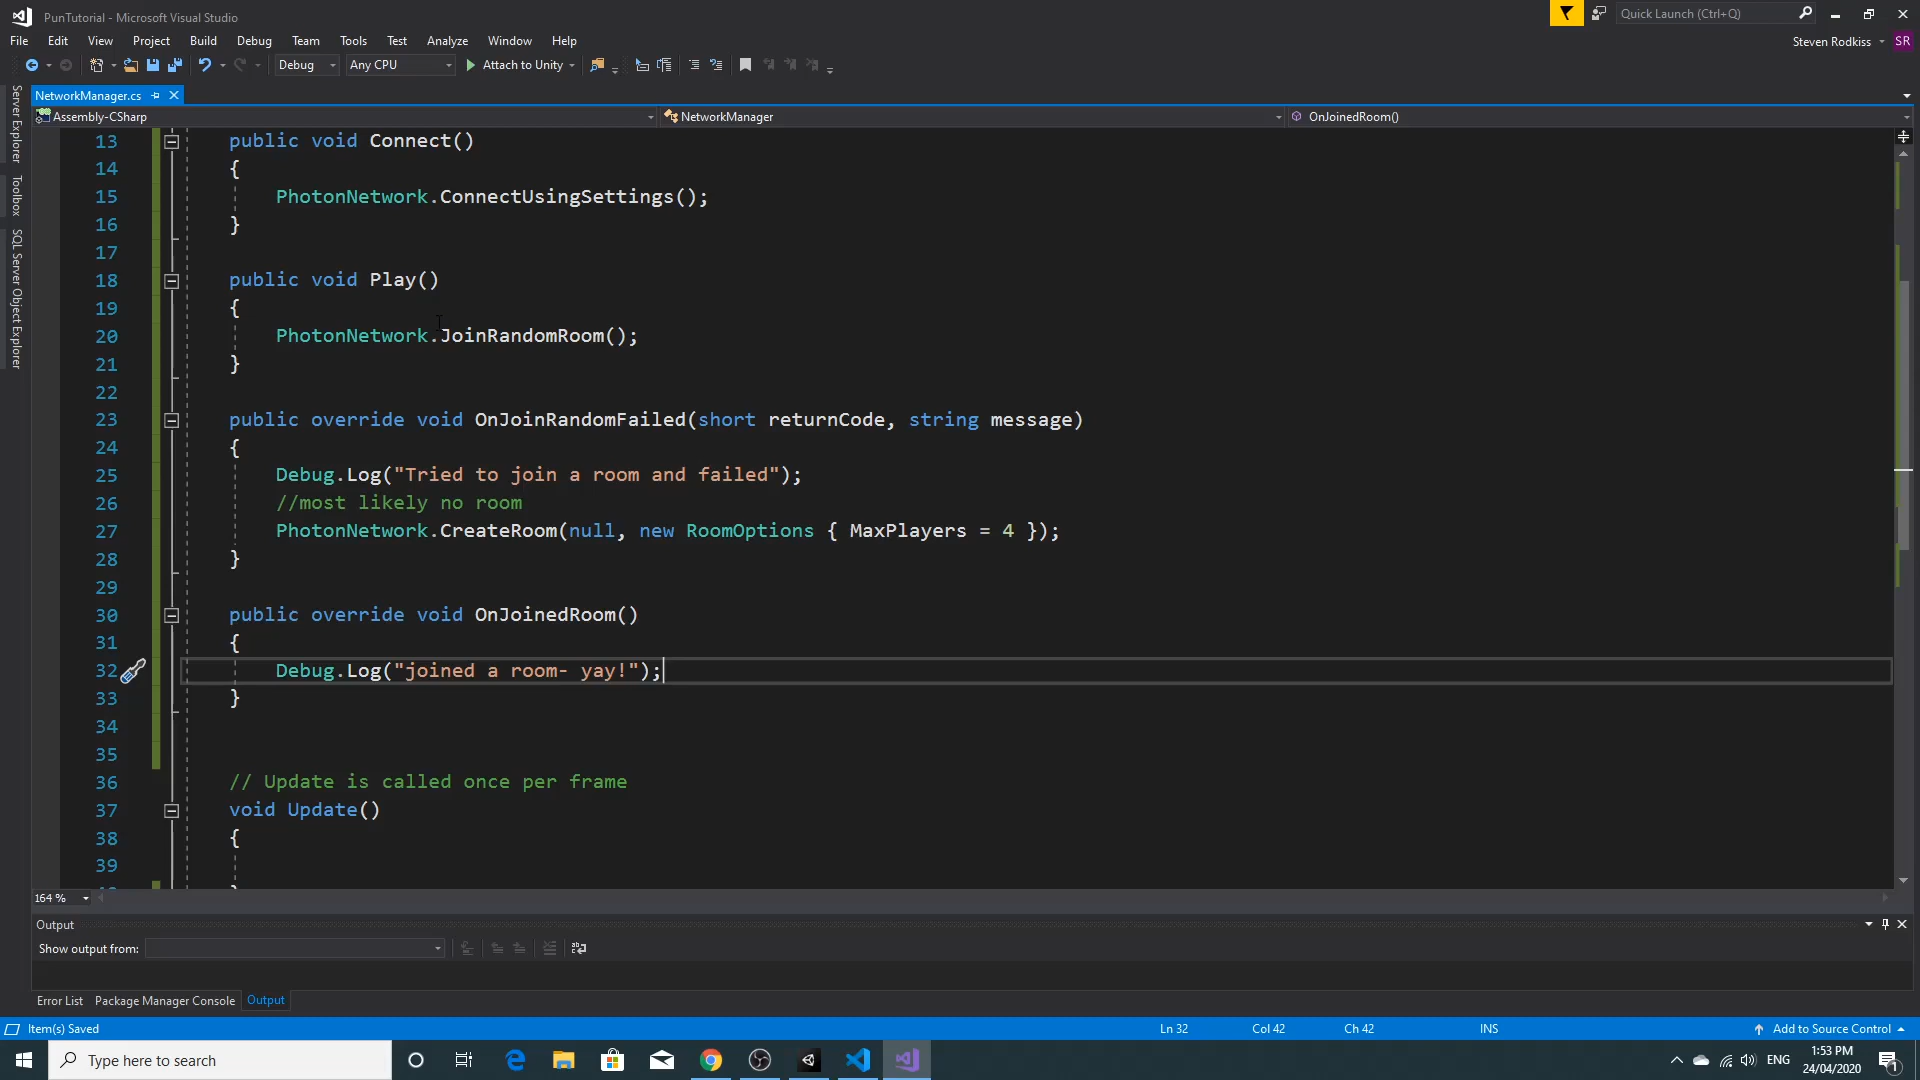 PunTutorial - Microsoft Visual Studio
Quick Launch (Ctrl+Q)
File Edit View Project Build Debug Team Tools Test Analyze Window Help
Steven Rodkiss SR
Debug Any CPU Attach to Unity
Server Explorer
Toolbox
SQL Server Object Explorer
NetworkManager.cs
Assembly-CSharp NetworkManager OnJoinedRoom()
13 public void Connect()
14 {
15 PhotonNetwork.ConnectUsingSettings();
16 }
17
18 public void Play()
19 {
20 PhotonNetwork.JoinRandomRoom();
21 }
22
23 public override void OnJoinRandomFailed(short returnCode, string message)
24 {
25 Debug.Log("Tried to join a room and failed");
26 //most likely no room
27 PhotonNetwork.CreateRoom(null, new RoomOptions { MaxPlayers = 4 });
28 }
29
30 public override void OnJoinedRoom()
31 {
32 Debug.Log("joined a room- yay!");
33 }
34
35
36 // Update is called once per frame
37 void Update()
38 {
39
164 %
Output
Show output from:
Error List Package Manager Console Output
Item(s) Saved Ln 32 Col 42 Ch 42 INS Add to Source Control
Type here to search
ENG
1:53 PM
24/04/2020
1